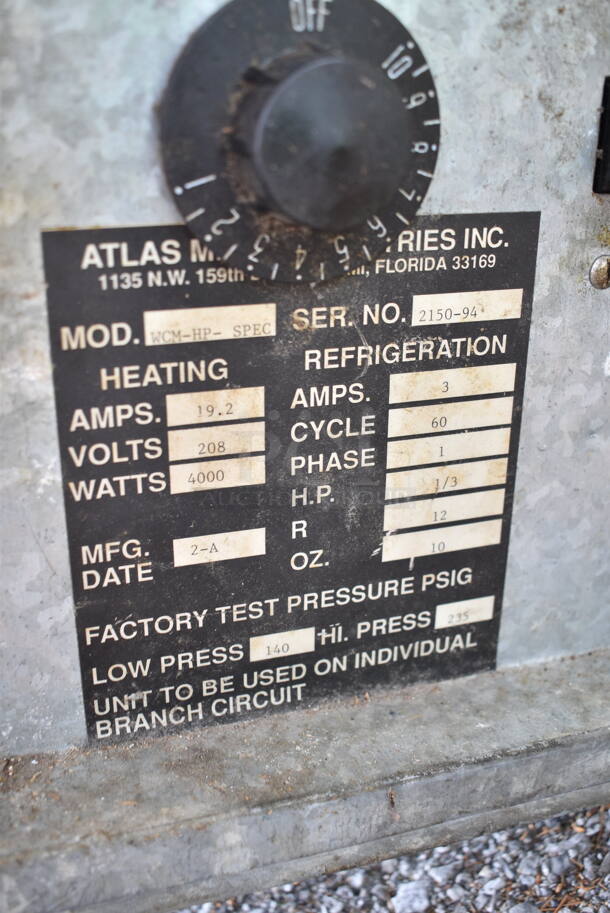 OFF
10
9
8
7
6
5
4
3
2
1
ATLAS M RIES INC.
1135 N.W. 159th FLORIDA 33169
MOD. WCM-HP- SPEC
SER. NO. 2150-94
HEATING
AMPS. 19.2
VOLTS 208
WATTS 4000
MFG. DATE 2-A
REFRIGERATION
AMPS. 3
CYCLE 60
PHASE 1
H.P. 1/3
R 12
OZ. 10
FACTORY TEST PRESSURE PSIG
LOW PRESS 140 HI. PRESS 235
UNIT TO BE USED ON INDIVIDUAL
BRANCH CIRCUIT